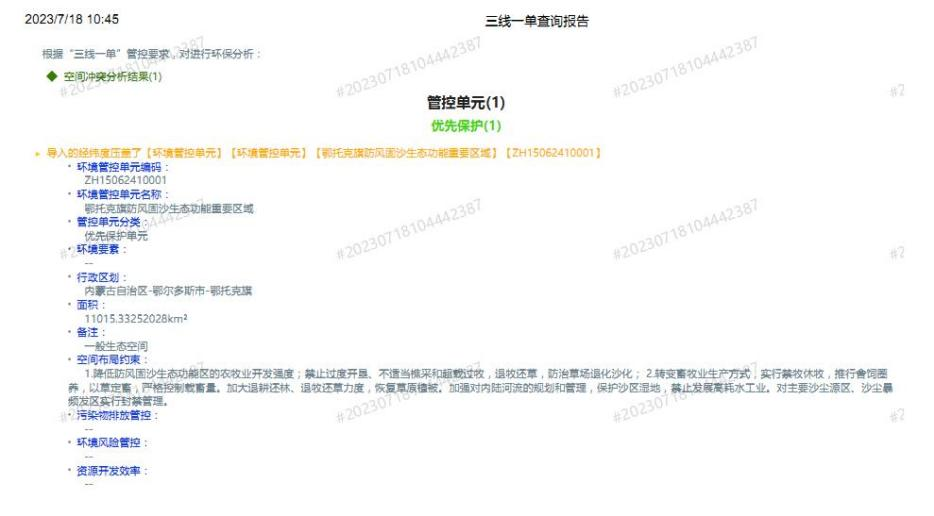 2023/7/18 10:45
三线一单查询报告
根据“三线一单”管控要求，对进行环保分析：
◆ 空间冲突分析结果(1)
管控单元(1)
优先保护(1)
导入的经纬度压盖了【环境管控单元】【环境管控单元】【鄂托克旗防风固沙生态功能重要区域】【ZH15062410001】
· 环境管控单元编码：
ZH15062410001
· 环境管控单元名称：
鄂托克旗防风固沙生态功能重要区域
· 管控单元分类：
优先保护单元
· 环境要素：
--
· 行政区划：
内蒙古自治区-鄂尔多斯市-鄂托克旗
· 面积：
11015.33252028km²
· 备注：
一般生态空间
· 空间布局约束：
1.降低防风固沙生态功能区的农牧业开发强度；禁止过度开垦、不适当樵采和超载过收，退牧还草，防治草场退化沙化； 2.转变畜牧业生产方式，实行禁牧休牧，推行舍饲圈
养，以草定畜，严格控制载畜量。加大退耕还林、退牧还草力度，恢复草原植被。加强对内陆河流的规划和管理，保护沙区湿地，禁止发展高耗水工业。对主要沙尘源区、沙尘暴
频发区实行封禁管理。
· 污染物排放管控：
--
· 环境风险管控：
--
· 资源开发效率：
--
#20230718104442387
#20230718104442387
#20230718104442387
#20230718104442387
#20230718104442387
#20230718104442387